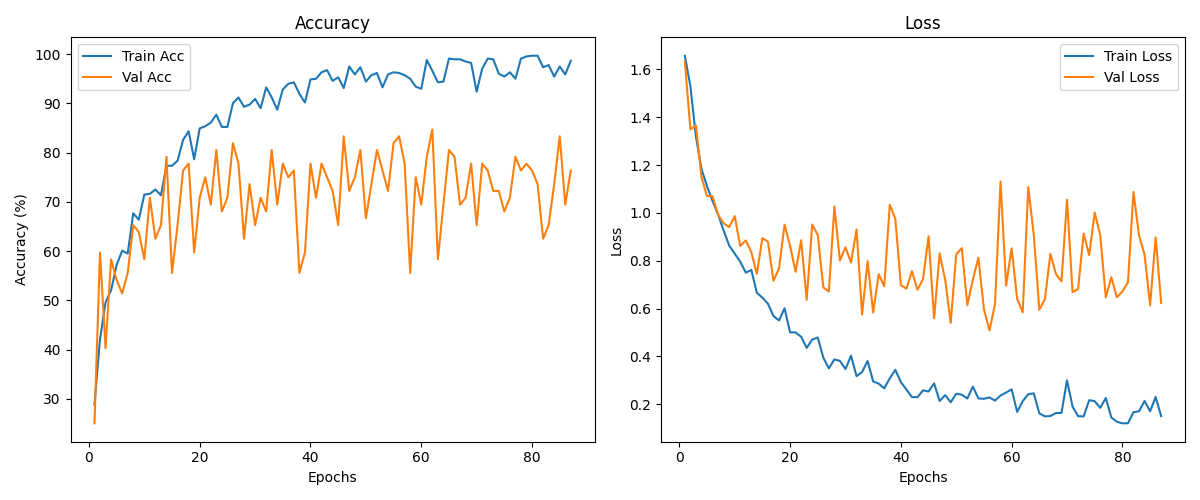 Accuracy
Train Acc
Val Acc
Accuracy (%)
100
90
80
70
60
50
40
30
0 20 40 60 80
Epochs
Loss
Train Loss
Val Loss
Loss
1.6
1.4
1.2
1.0
0.8
0.6
0.4
0.2
0 20 40 60 80
Epochs